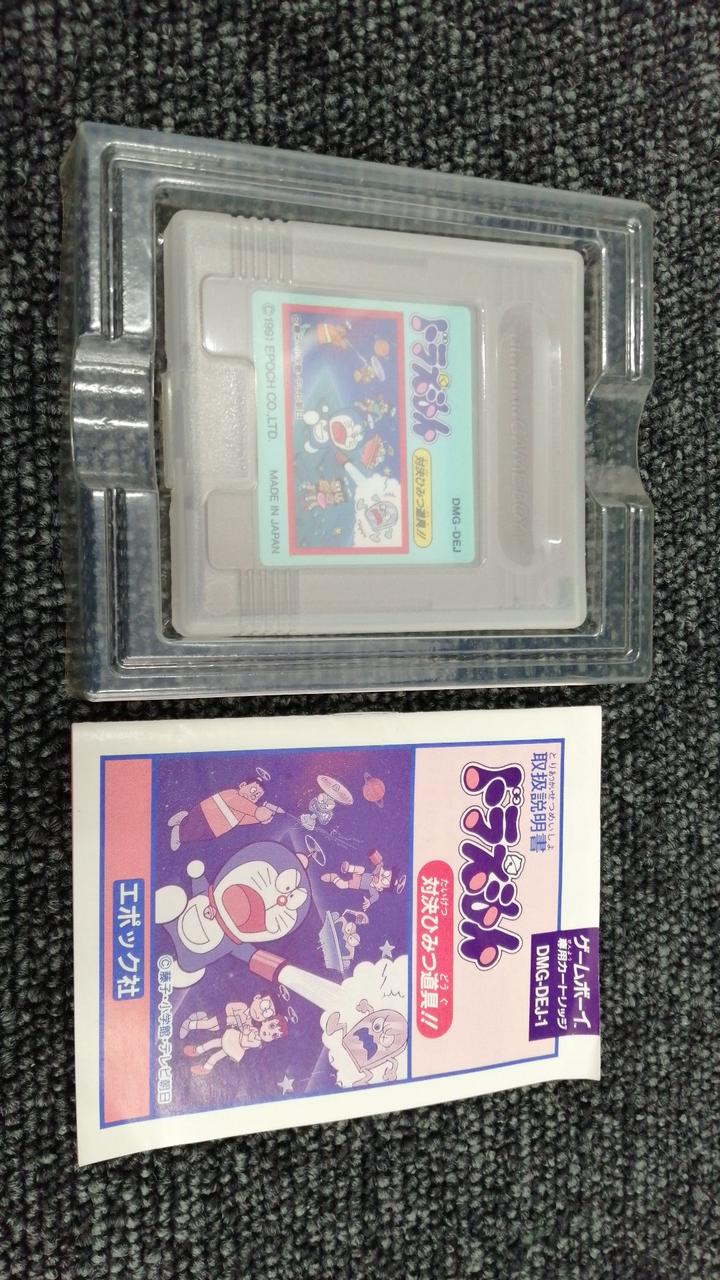 Nintendo GAME BOY
DMG-DEJ
ドラえもん
対決ひみつ道具!!
©1991 EPOCH CO.,LTD. MADE IN JAPAN
ゲームボーイ
専用カートリッジ
せんよう
DMG-DEJ-1
とりあつかいせつめいしょ
取扱説明書
ドラえもん
たいけつ どうぐ
対決ひみつ道具!!
©藤子・小学館・テレビ朝日
エポック社